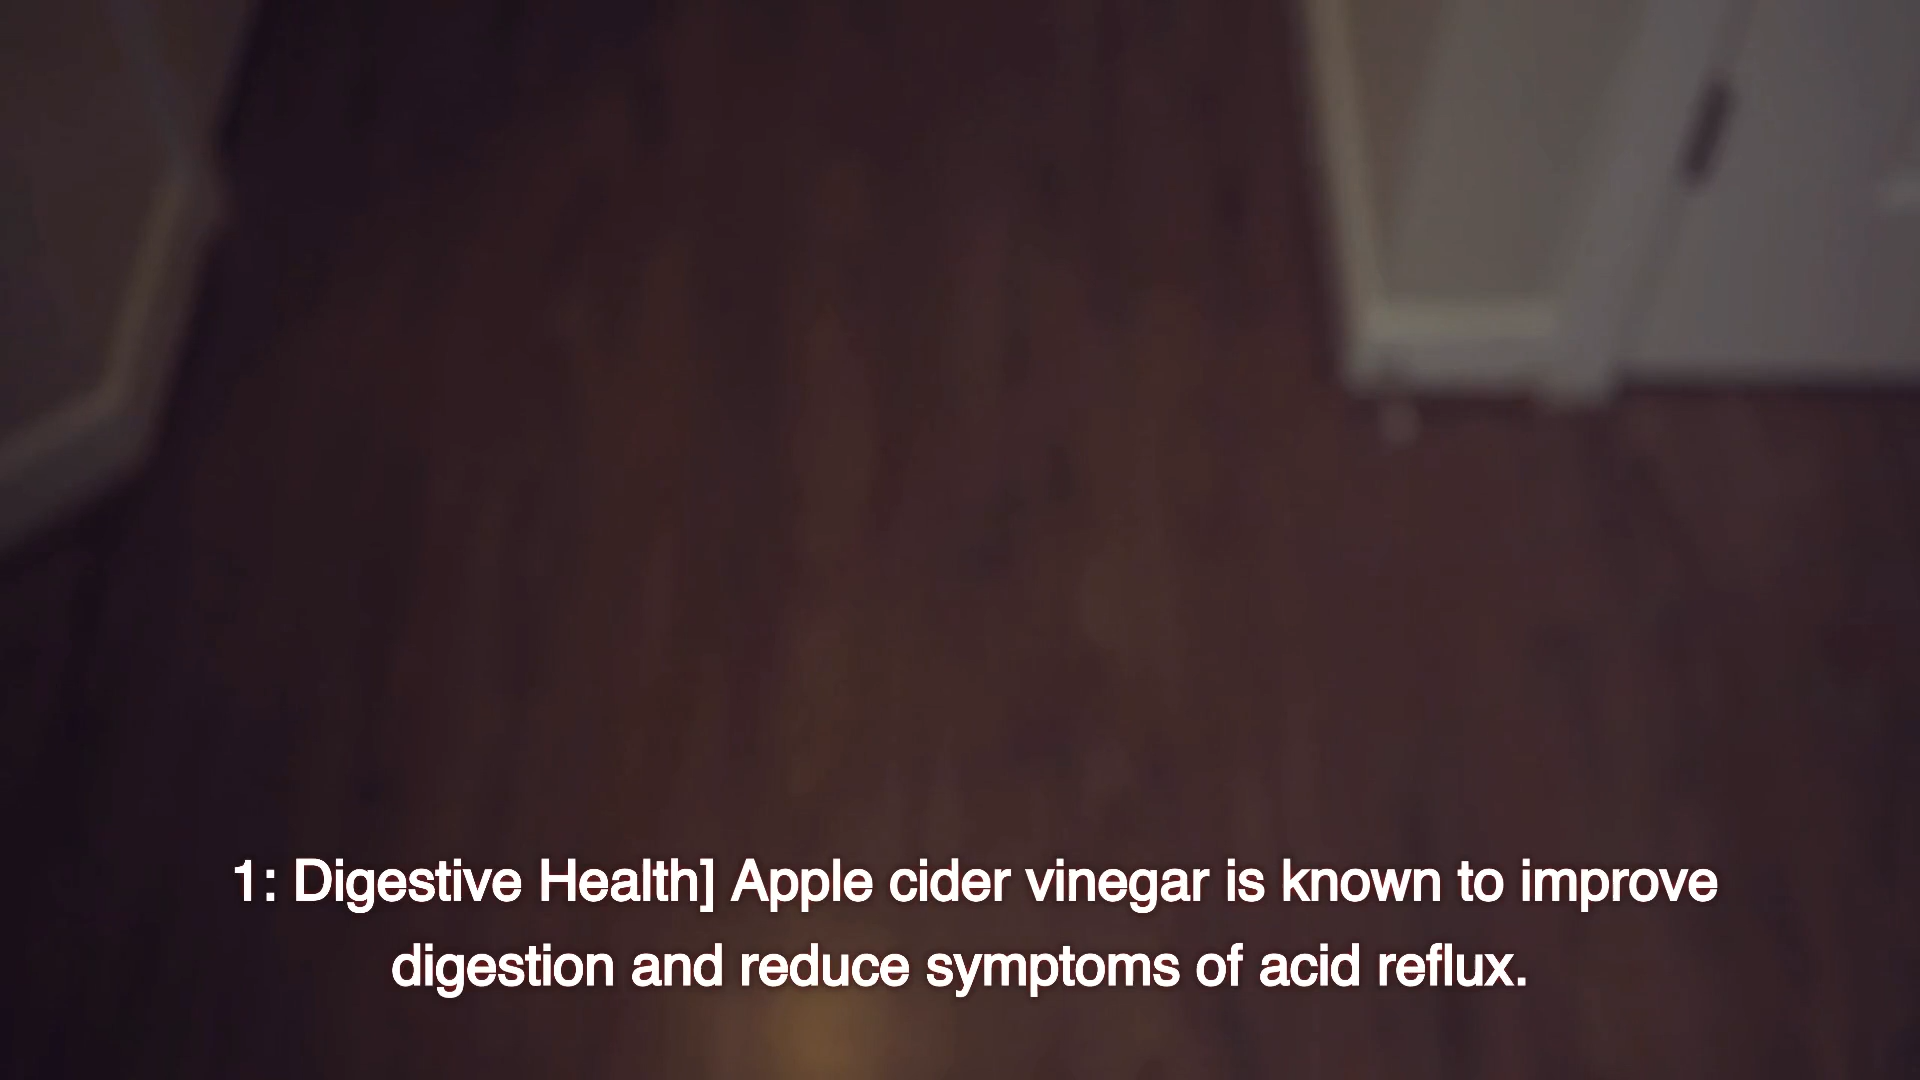 1: Digestive Health] Apple cider vinegar is known to improve
digestion and reduce symptoms of acid reflux.